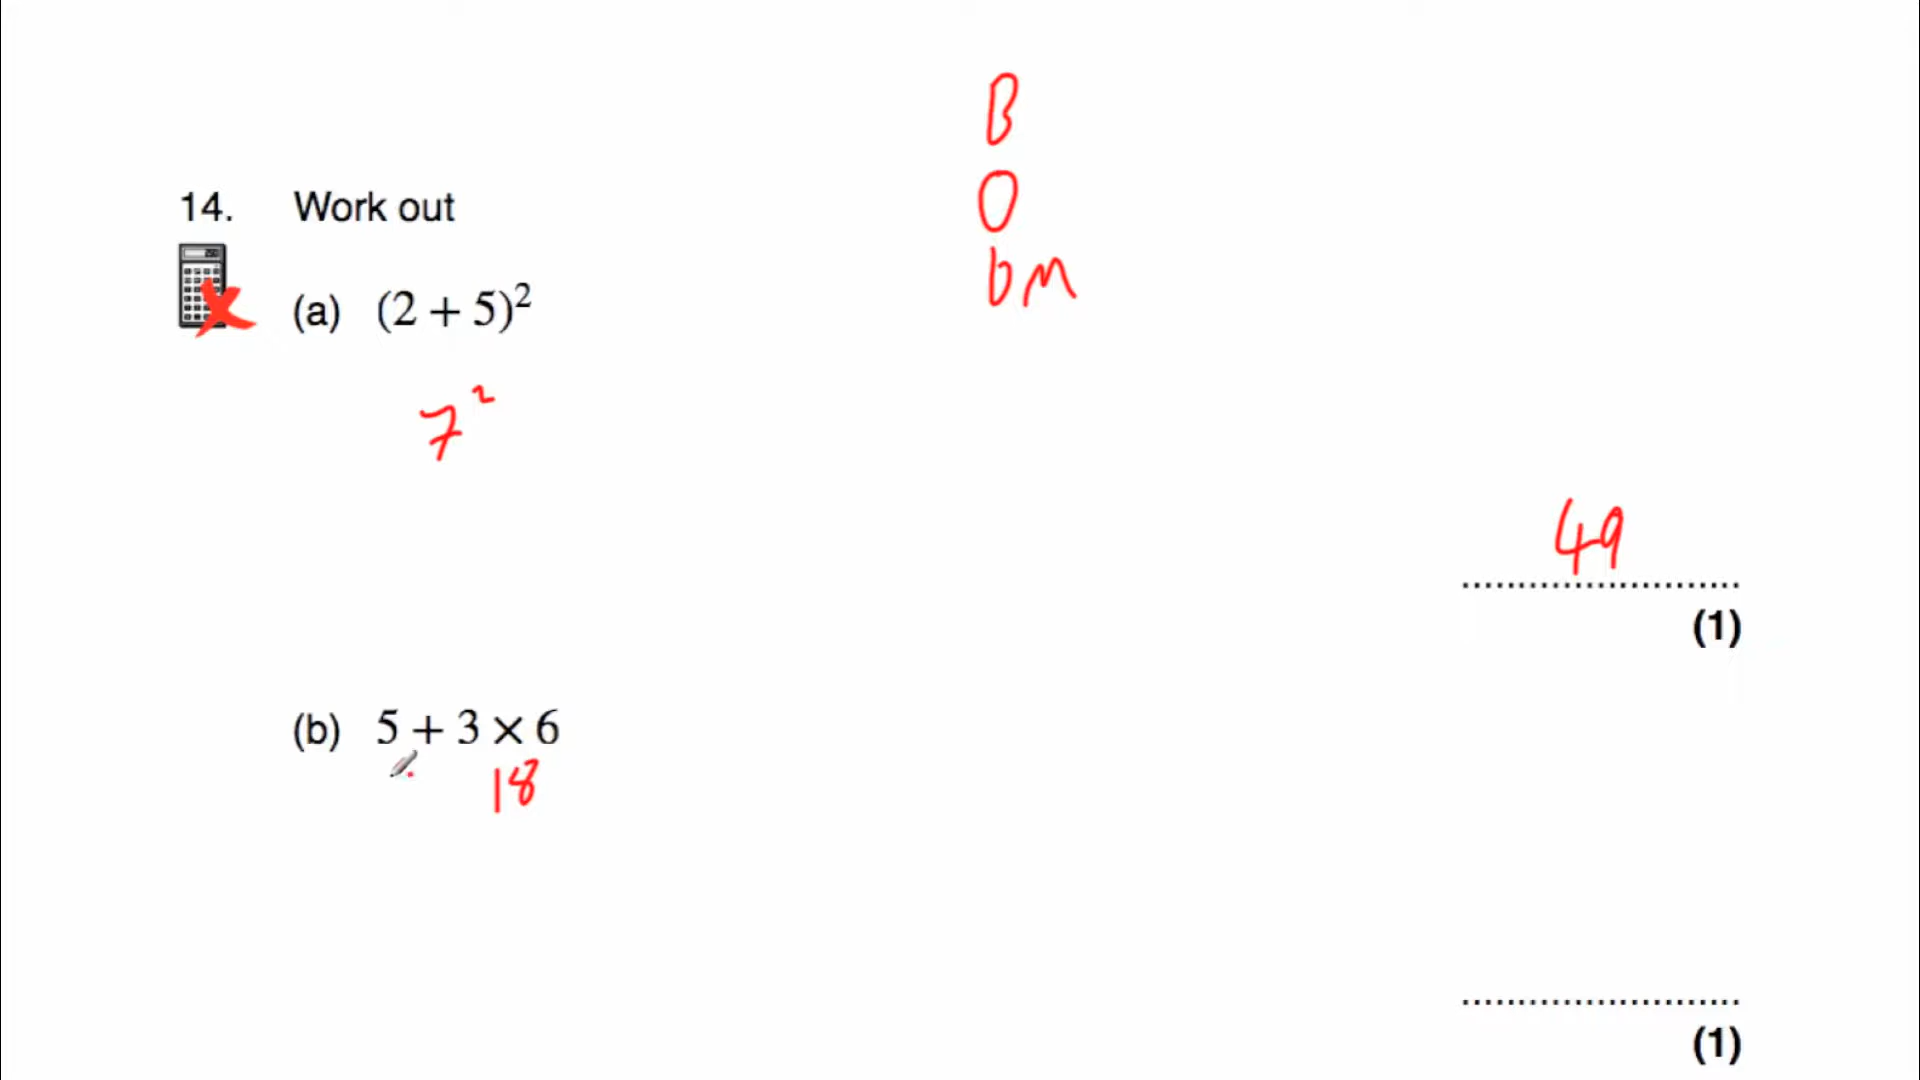 B
O
DM
14. Work out
(a) (2 + 5)²
7²
49
(1)
(b) 5 + 3 × 6
18
(1)